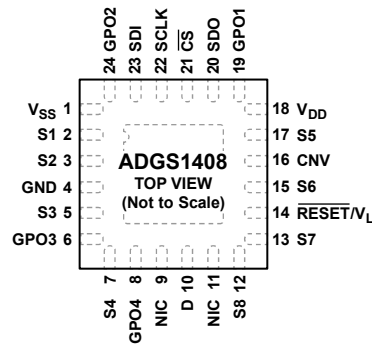 24 GPO2
23 SDI
22 SCLK
21 CS
20 SDO
19 GPO1
VSS 1
S1 2
S2 3
GND 4
S3 5
GPO3 6
ADGS1408
TOP VIEW
(Not to Scale)
18 VDD
17 S5
16 CNV
15 S6
14 RESET/VL
13 S7
S4 7
GPO4 8
NIC 9
D 10
NIC 11
S8 12